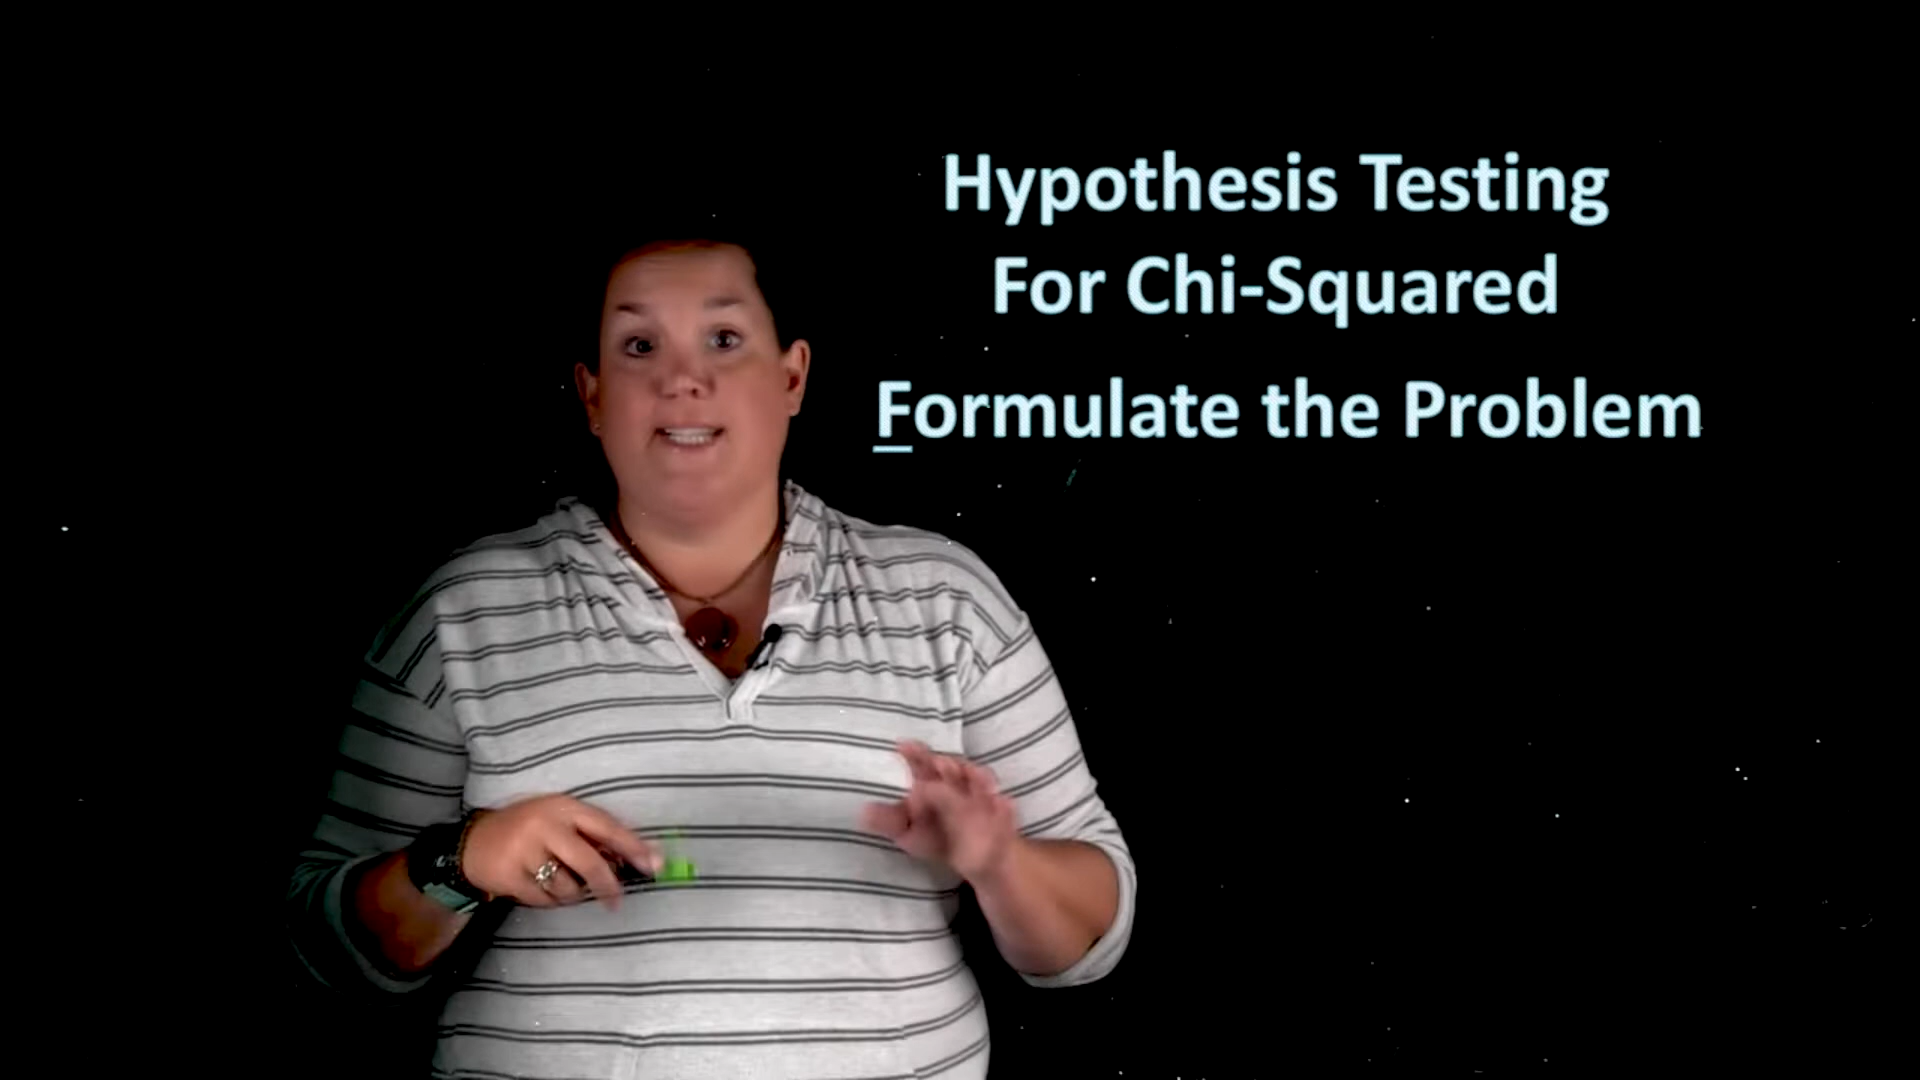 Hypothesis Testing
For Chi-Squared
Formulate the Problem